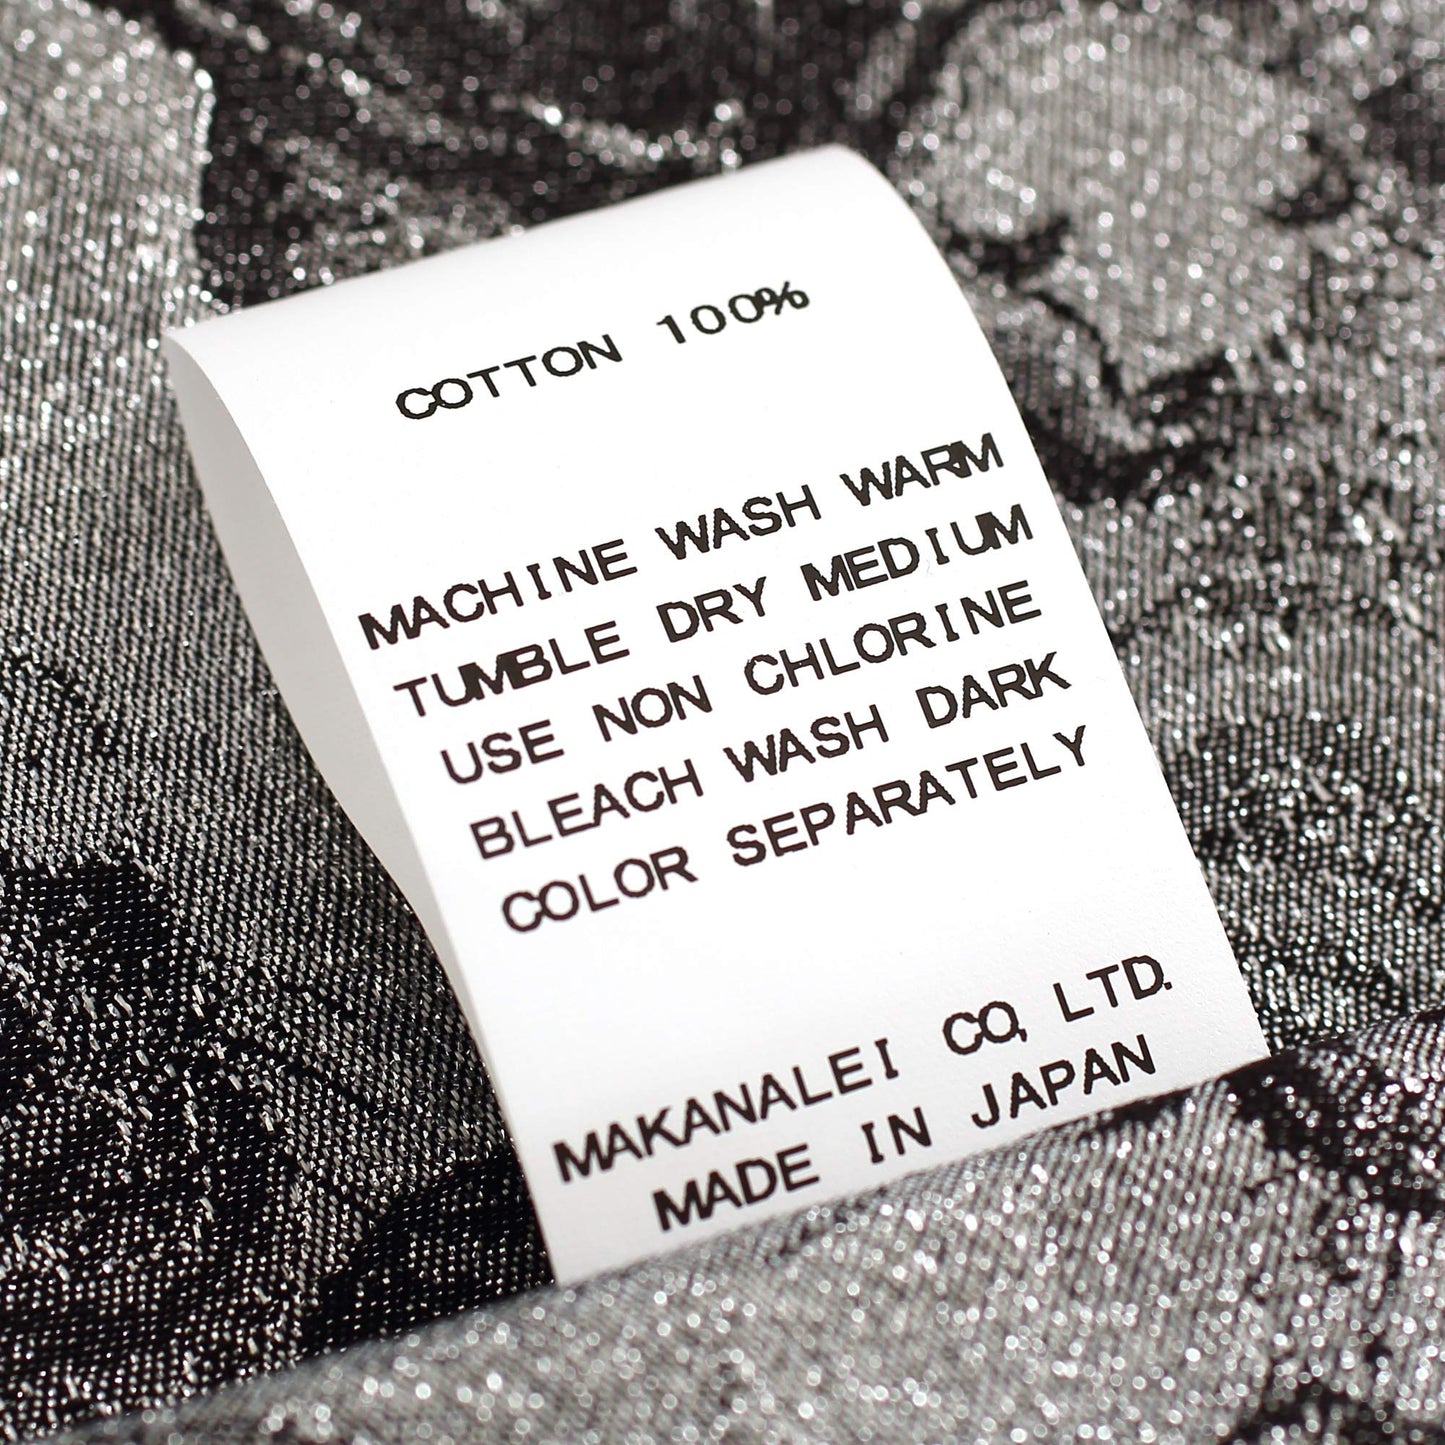 COTTON 100%
MACHINE WASH WARM
TUMBLE DRY MEDIUM
USE NON CHLORINE
BLEACH WASH DARK
COLOR SEPARATELY
MAKANALEI CO, LTD.
MADE IN JAPAN